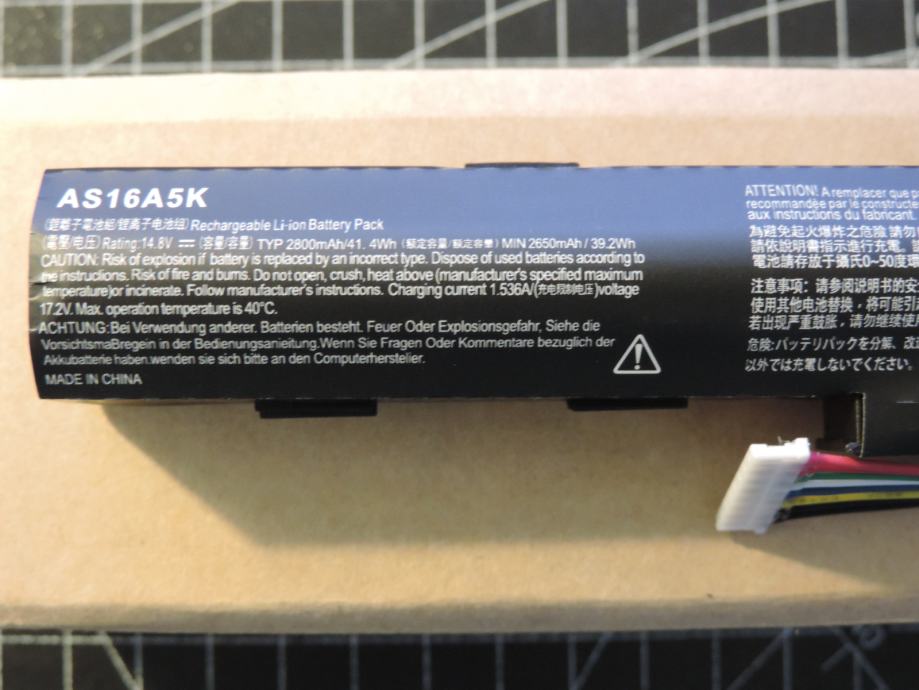 AS16A5K
(鋰離子電池組/锂离子电池组) Rechargeable Li-ion Battery Pack
(電壓/电压) Rating:14.8V ⎓ (容量/容量) TYP 2800mAh/41. 4Wh (額定容量/额定容量) MIN 2650mAh / 39.2Wh
CAUTION: Risk of explosion if battery is replaced by an incorrect type. Dispose of used batteries according to
the instructions. Risk of fire and burns. Do not open, crush, heat above (manufacturer's specified maximum
temperature)or incinerate. Follow manufacturer's instructions. Charging current 1.536A/(充电限制电压)voltage
17.2V. Max. operation temperature is 40°C.
ACHTUNG:Bei Verwendung anderer. Batterien besteht. Feuer Oder Explosionsgefahr, Siehe die
VorsichtsmaBregein in der Bedienungsanieitung.Wenn Sie Fragen Oder Kommentare bezuglich der
Akkubatterie haben.wenden sie sich bitte an den Computerhersteller.
MADE IN CHINA
ATTENTION! A remplacer que p
recommandée par le constructe
aux instructions du fabricant.
為避免起火爆炸之危險 請勿
請依說明書指示進行充電。
電池請存放于攝氏0~50度環
注意事项: 请参阅说明书的安
使用其他电池替换，将可能引
若出现严重鼓胀，请勿继续使
危険:バッテリパックを分解、改
以外では充電しないでください。